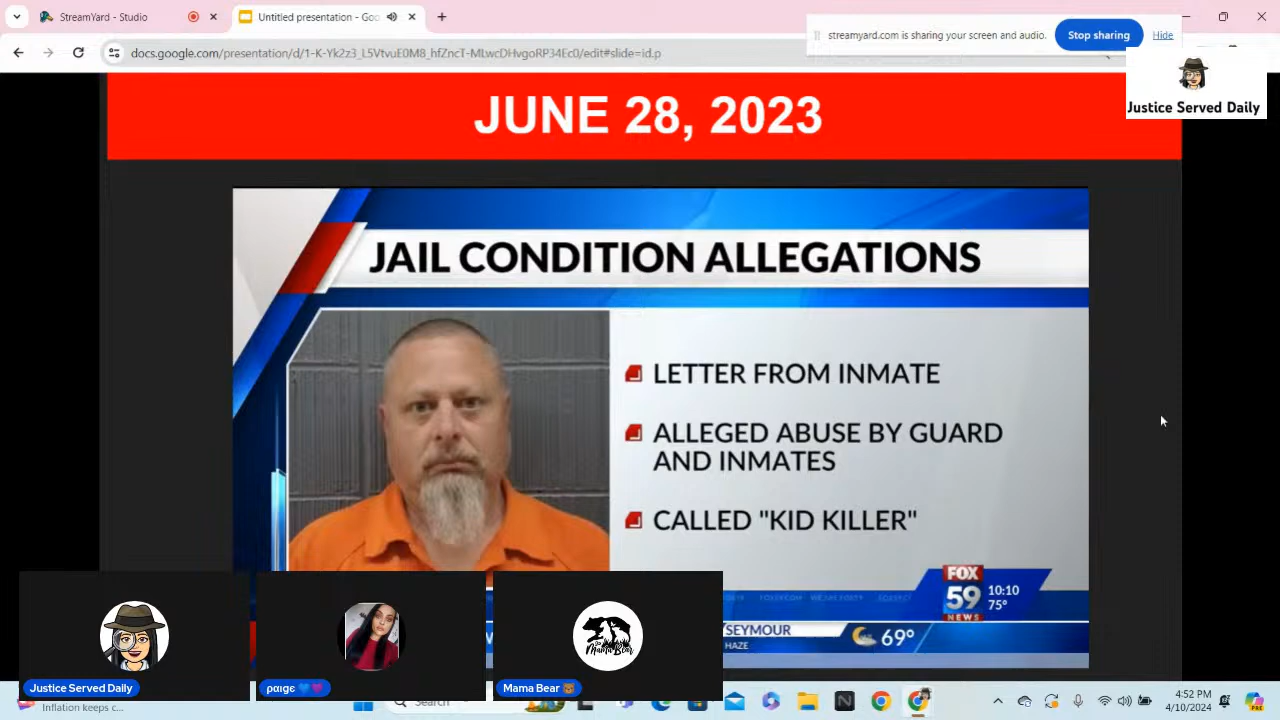 StreamYard - Studio
Untitled presentation - Goo
docs.google.com/presentation/d/1-K-Yk2z3_L5VtvuE0M8_hfZncT-MLwcDHvgoRP34Ec0/edit#slide=id.p
streamyard.com is sharing your screen and audio.
Stop sharing
Hide
Justice Served Daily
JUNE 28, 2023
JAIL CONDITION ALLEGATIONS
LETTER FROM INMATE
ALLEGED ABUSE BY GUARD
AND INMATES
CALLED "KID KILLER"
FOX
59
NEWS
10:10
75°
SEYMOUR
HAZE
69°
Mama Bear
Justice Served Daily
ραιgє 💙💜
Mama Bear 🐻
Inflation keeps c...
Search
4:52 PM
4/10/2024